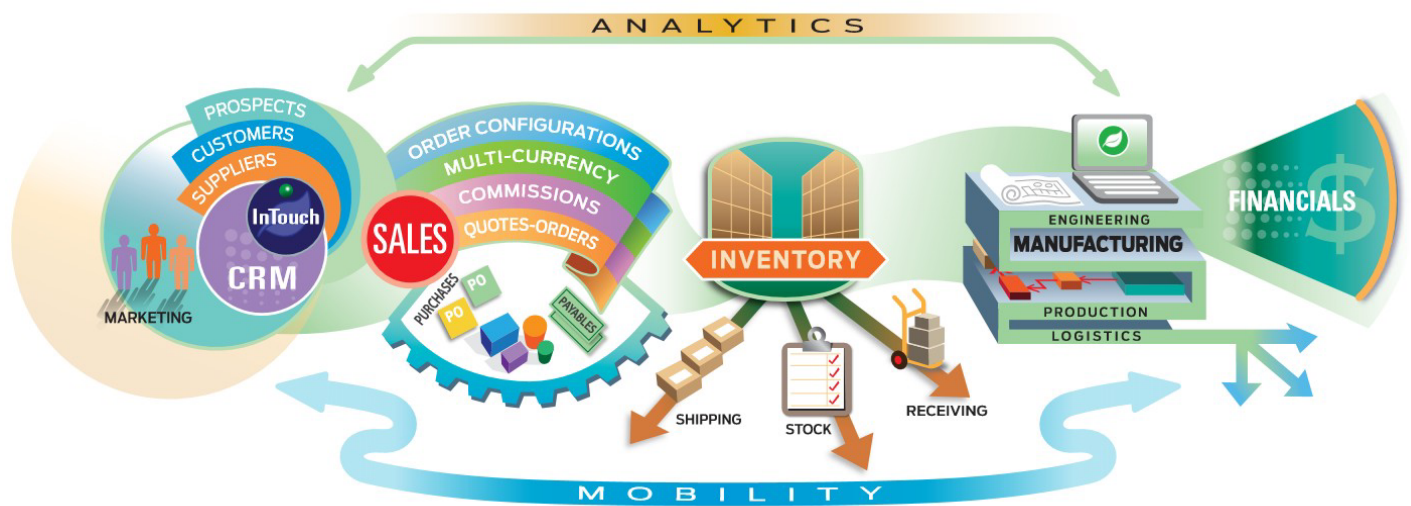 ANALYTICS
PROSPECTS
CUSTOMERS
SUPPLIERS
InTouch
CRM
MARKETING
ORDER CONFIGURATIONS
MULTI-CURRENCY
COMMISSIONS
QUOTES-ORDERS
SALES
PURCHASES
PO
PO
PAYABLES
INVENTORY
SHIPPING
STOCK
RECEIVING
ENGINEERING
MANUFACTURING
PRODUCTION
LOGISTICS
FINANCIALS
$
MOBILITY